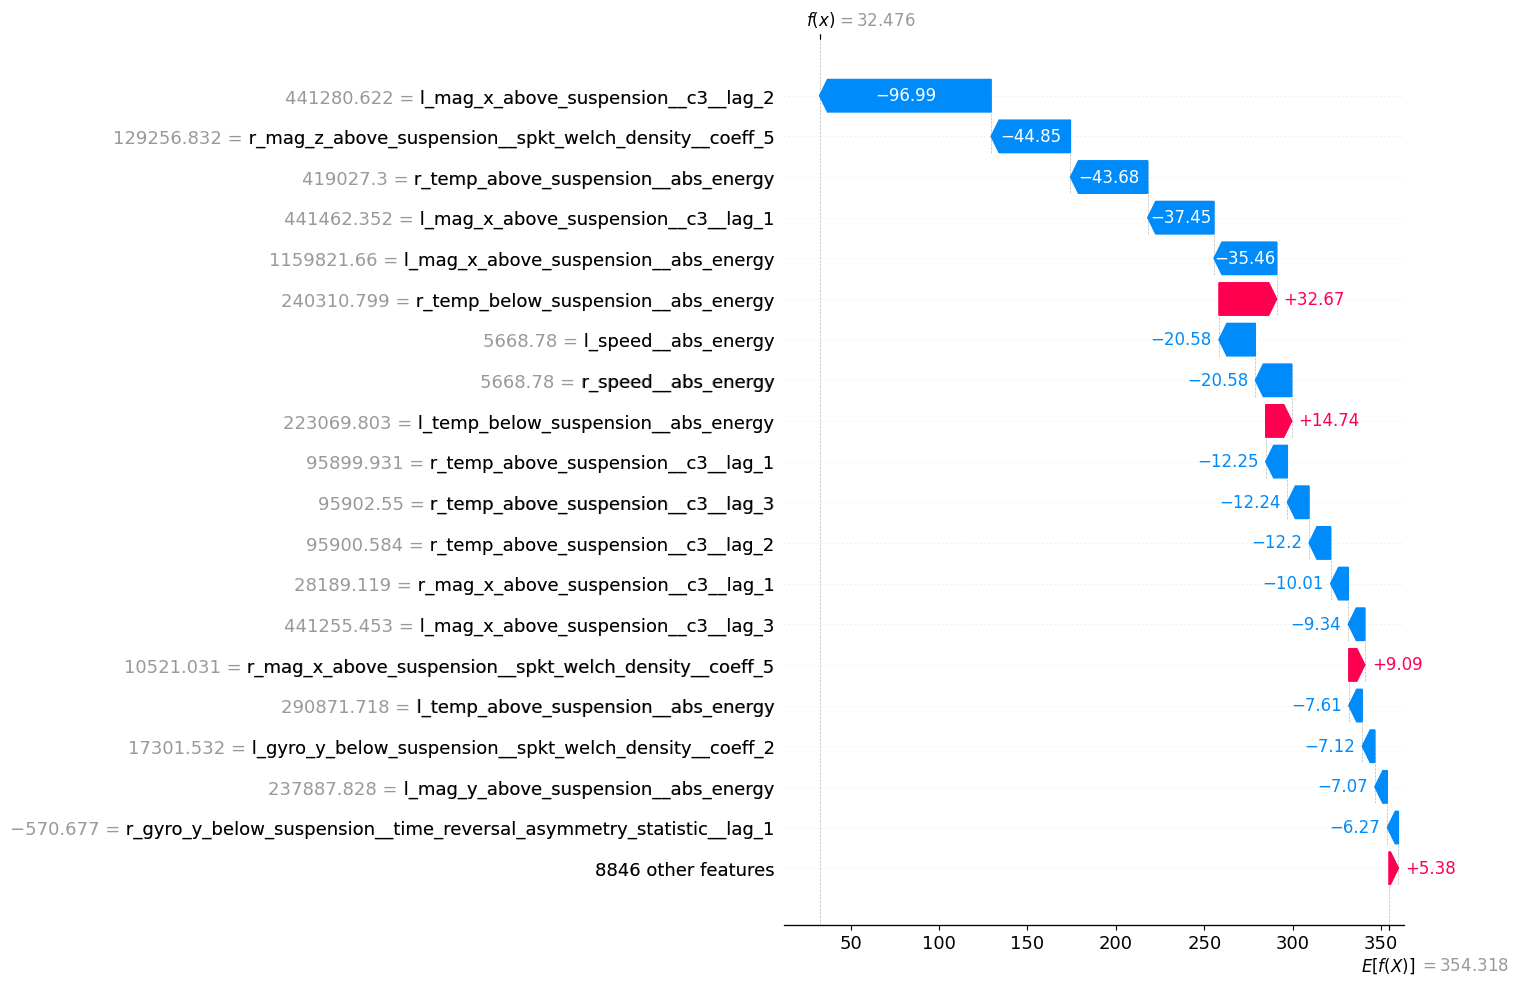 f(x) = 32.476
441280.622 = l_mag_x_above_suspension__c3__lag_2 −96.99
129256.832 = r_mag_z_above_suspension__spkt_welch_density__coeff_5 −44.85
419027.3 = r_temp_above_suspension__abs_energy −43.68
441462.352 = l_mag_x_above_suspension__c3__lag_1 −37.45
1159821.66 = l_mag_x_above_suspension__abs_energy −35.46
240310.799 = r_temp_below_suspension__abs_energy +32.67
5668.78 = l_speed__abs_energy −20.58
5668.78 = r_speed__abs_energy −20.58
223069.803 = l_temp_below_suspension__abs_energy +14.74
95899.931 = r_temp_above_suspension__c3__lag_1 −12.25
95902.55 = r_temp_above_suspension__c3__lag_3 −12.24
95900.584 = r_temp_above_suspension__c3__lag_2 −12.2
28189.119 = r_mag_x_above_suspension__c3__lag_1 −10.01
441255.453 = l_mag_x_above_suspension__c3__lag_3 −9.34
10521.031 = r_mag_x_above_suspension__spkt_welch_density__coeff_5 +9.09
290871.718 = l_temp_above_suspension__abs_energy −7.61
17301.532 = l_gyro_y_below_suspension__spkt_welch_density__coeff_2 −7.12
237887.828 = l_mag_y_above_suspension__abs_energy −7.07
−570.677 = r_gyro_y_below_suspension__time_reversal_asymmetry_statistic__lag_1 −6.27
8846 other features +5.38
50 100 150 200 250 300 350
E[f(X)] = 354.318